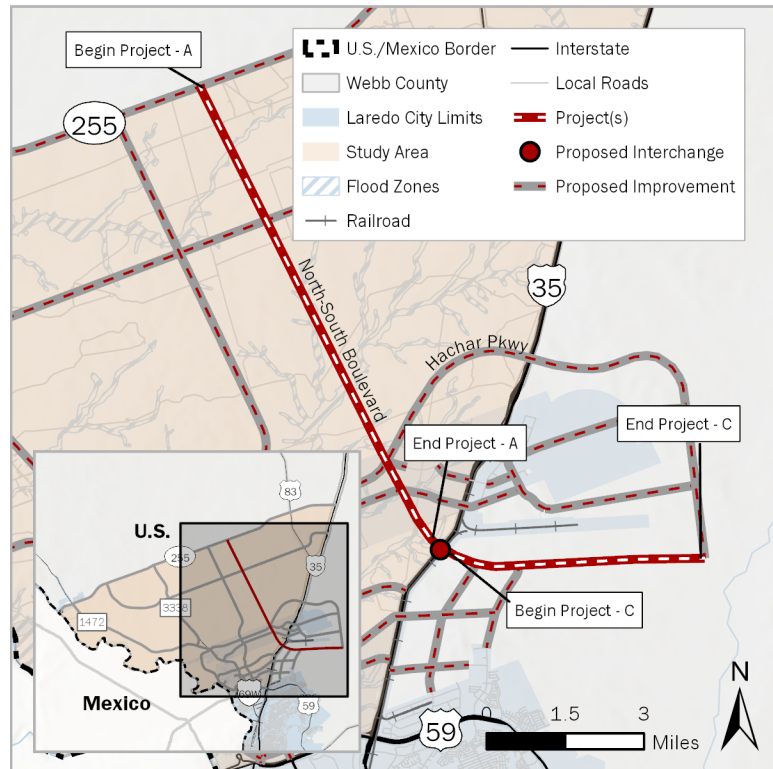 Begin Project - A
U.S./Mexico Border
Interstate
Webb County
Local Roads
Laredo City Limits
Project(s)
Study Area
Proposed Interchange
Flood Zones
Proposed Improvement
Railroad
255
35
North-South Boulevard
Hachar Pkwy
End Project - A
End Project - C
Begin Project - C
83
U.S.
255
35
3338
1472
Mexico
69W
59
59
N
0 1.5 3
Miles